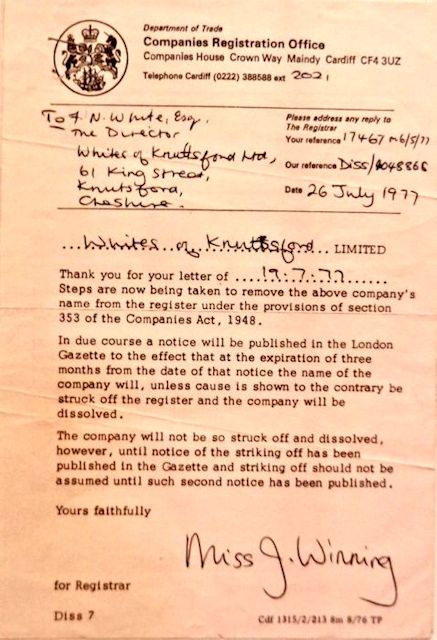 Department of Trade
Companies Registration Office
Companies House Crown Way Maindy Cardiff CF4 3UZ
Telephone Cardiff (0222) 388588 ext 2021
To F. N. White, Esq.
The Director
Whites of Knutsford Ltd,
61 King Street,
Knutsford,
Cheshire.
Please address any reply to
The Registrar
Your reference 17467 6/5/77
Our reference Diss/1048866
Date 26 July 1977
...Whites of Knutsford... LIMITED
Thank you for your letter of ....19.7.77......
Steps are now being taken to remove the above company's
name from the register under the provisions of section
353 of the Companies Act, 1948.
In due course a notice will be published in the London
Gazette to the effect that at the expiration of three
months from the date of that notice the name of the
company will, unless cause is shown to the contrary be
struck off the register and the company will be
dissolved.
The company will not be so struck off and dissolved,
however, until notice of the striking off has been
published in the Gazette and striking off should not be
assumed until such second notice has been published.
Yours faithfully
Miss J. Winning
for Registrar
Diss 7
Cdf 1315/2/213 8m 8/76 TP